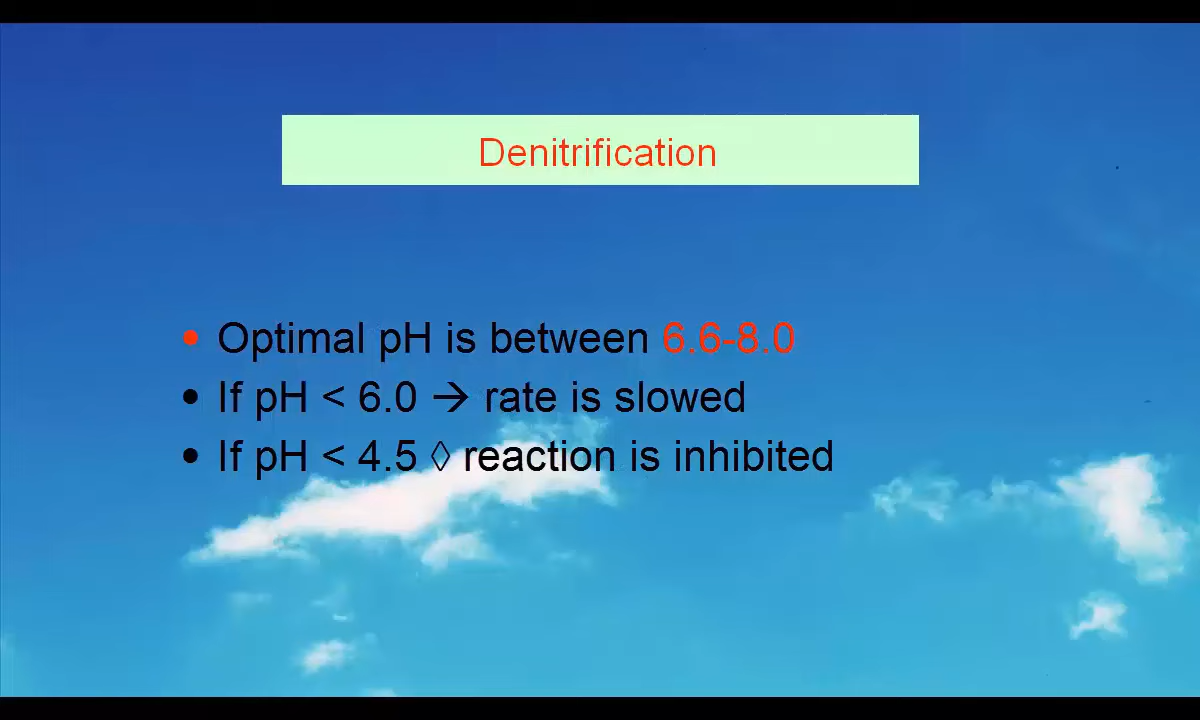 Denitrification
• Optimal pH is between 6.6-8.0
• If pH < 6.0 → rate is slowed
• If pH < 4.5 ◊ reaction is inhibited